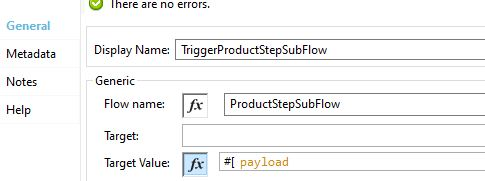 There are no errors.
General
Metadata
Notes
Help
Display Name: TriggerProductStepSubFlow
Generic
Flow name: fx ProductStepSubFlow
Target:
Target Value: fx #[ payload